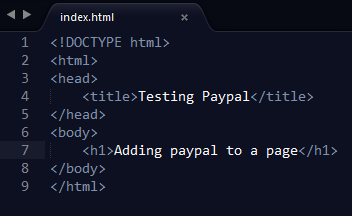 index.html ×
1 <!DOCTYPE html>
2 <html>
3 <head>
4     <title>Testing Paypal</title>
5 </head>
6 <body>
7     <h1>Adding paypal to a page</h1>
8 </body>
9 </html>